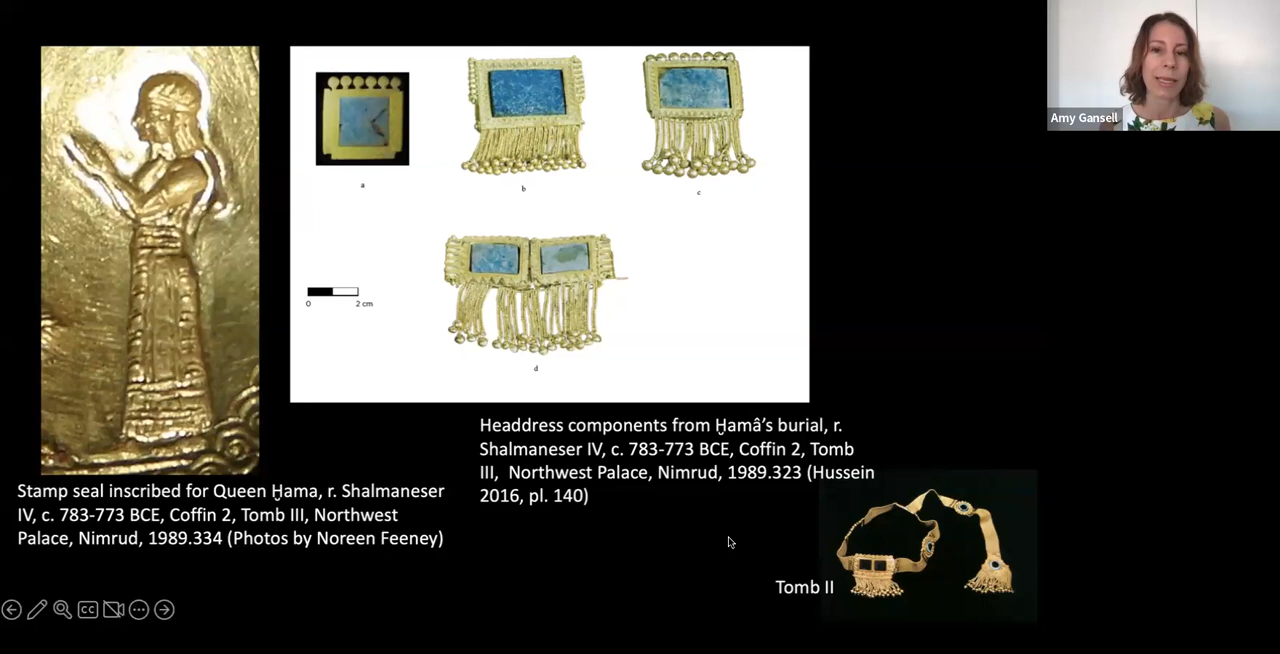 Amy Gansell
a
b
c
0 2 cm
d
Headdress components from Ḫamâ’s burial, r.
Shalmaneser IV, c. 783-773 BCE, Coffin 2, Tomb
III, Northwest Palace, Nimrud, 1989.323 (Hussein
2016, pl. 140)
Stamp seal inscribed for Queen Ḫama, r. Shalmaneser
IV, c. 783-773 BCE, Coffin 2, Tomb III, Northwest
Palace, Nimrud, 1989.334 (Photos by Noreen Feeney)
Tomb II
CC